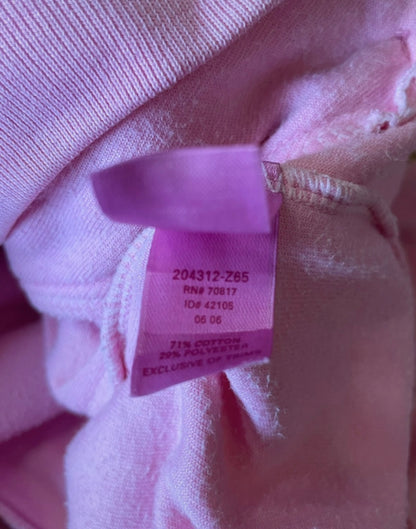 204312-Z65
RN# 70817
ID# 42105
06 06
71% COTTON
29% POLYESTER
EXCLUSIVE OF TRIMS